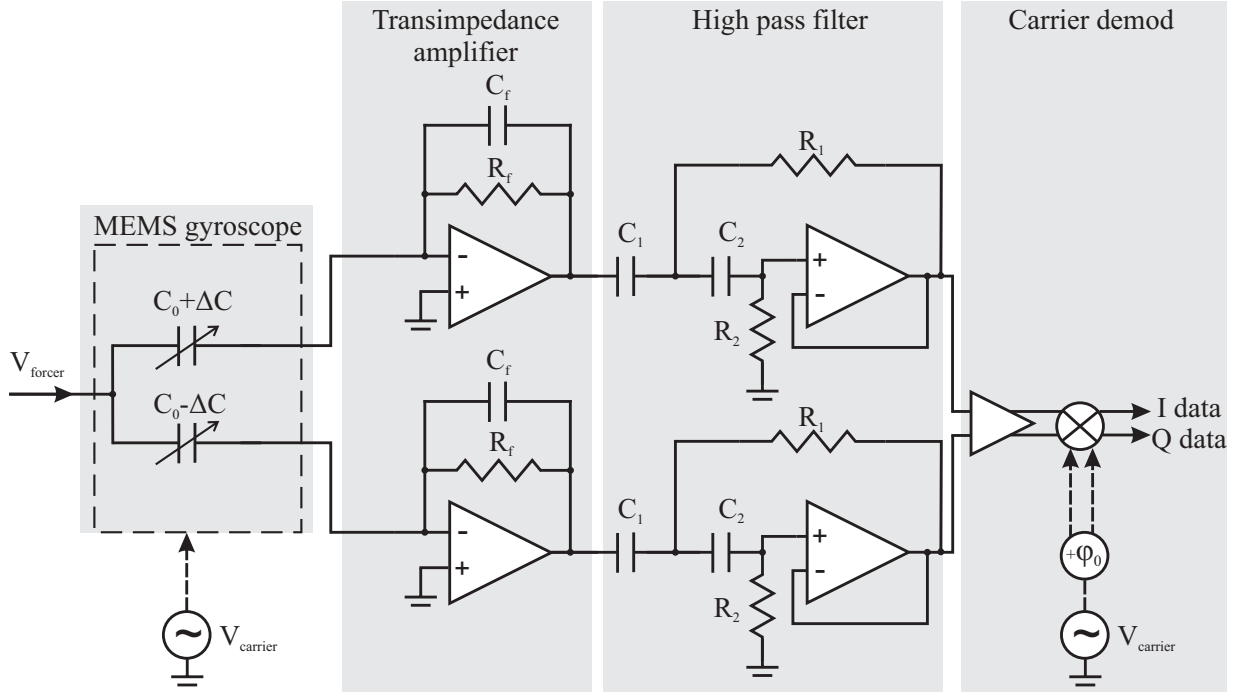 Transimpedance
amplifier
High pass filter
Carrier demod
C_f
R_f
R_1
MEMS gyroscope
C_1
C_2
-
+
+
-
C_0+ΔC
R_2
V_forcer
C_0-ΔC
C_f
R_f
R_1
I data
Q data
C_1
C_2
-
+
+
-
R_2
+φ_0
~
V_carrier
~
V_carrier